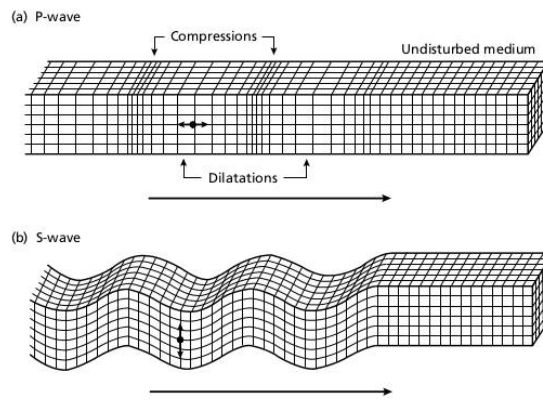 (a) P-wave
Compressions
Undisturbed medium
Dilatations
(b) S-wave